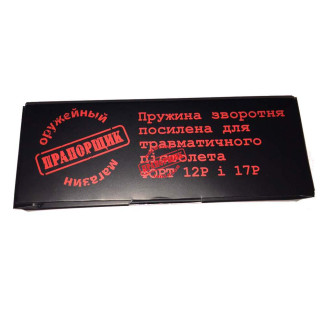 оружейный
ПРАПОРЩИК
магазин
Пружина зворотня
посилена для
травматичного
пістолета
ФОРТ 12Р і 17Р